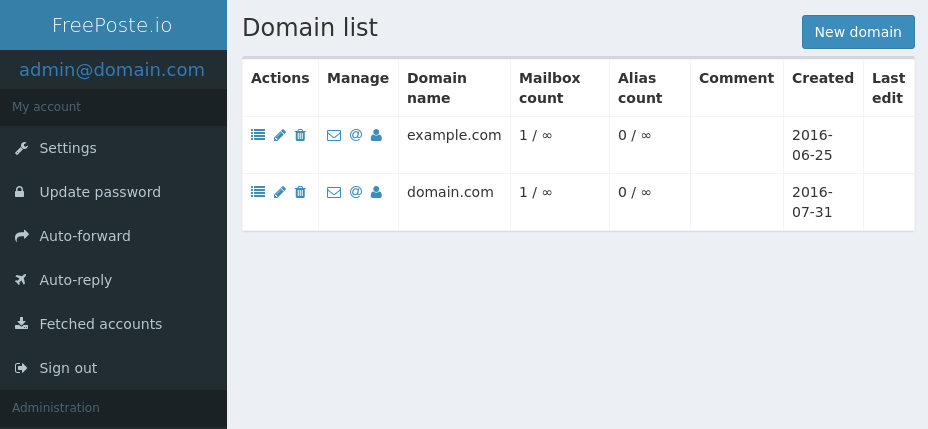 FreePoste.io
admin@domain.com
My account
Settings
Update password
Auto-forward
Auto-reply
Fetched accounts
Sign out
Administration
Domain list
New domain
Actions Manage Domain name Mailbox count Alias count Comment Created Last edit
@ example.com 1 / ∞ 0 / ∞ 2016-06-25
@ domain.com 1 / ∞ 0 / ∞ 2016-07-31